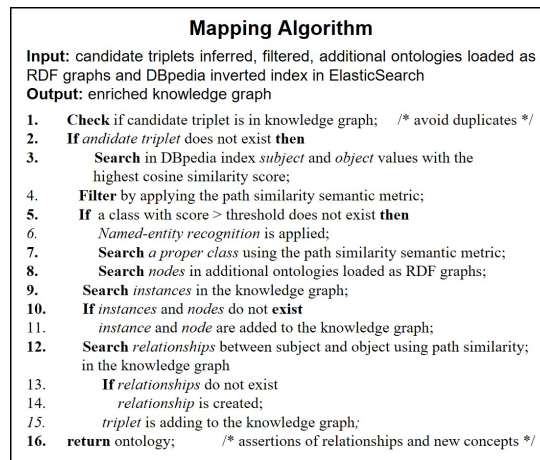 Mapping Algorithm
Input: candidate triplets inferred, filtered, additional ontologies loaded as
RDF graphs and DBpedia inverted index in ElasticSearch
Output: enriched knowledge graph
1. Check if candidate triplet is in knowledge graph; /* avoid duplicates */
2. If andidate triplet does not exist then
3. Search in DBpedia index subject and object values with the
highest cosine similarity score;
4. Filter by applying the path similarity semantic metric;
5. If a class with score > threshold does not exist then
6. Named-entity recognition is applied;
7. Search a proper class using the path similarity semantic metric;
8. Search nodes in additional ontologies loaded as RDF graphs;
9. Search instances in the knowledge graph;
10. If instances and nodes do not exist
11. instance and node are added to the knowledge graph;
12. Search relationships between subject and object using path similarity;
in the knowledge graph
13. If relationships do not exist
14. relationship is created;
15. triplet is adding to the knowledge graph;
16. return ontology; /* assertions of relationships and new concepts */